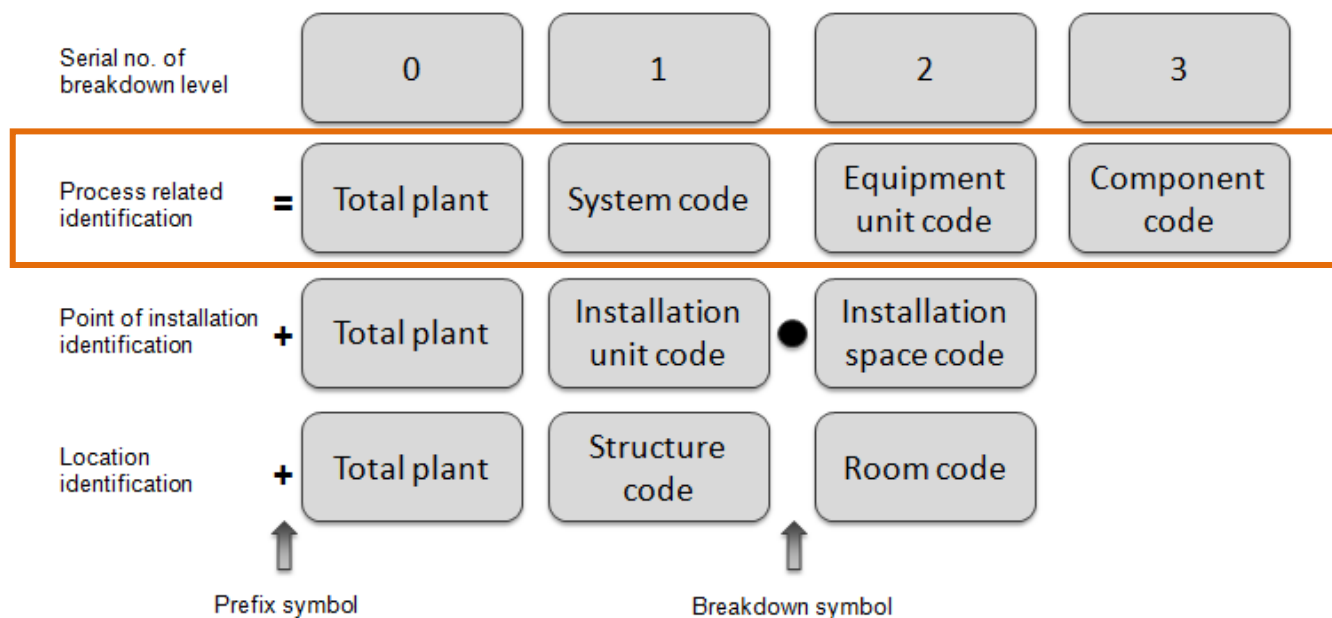 Serial no. of
breakdown level
0
1
2
3
Process related
identification
=
Total plant
System code
Equipment
unit code
Component
code
Point of installation
identification
+
Total plant
Installation
unit code
Installation
space code
Location
identification
+
Total plant
Structure
code
Room code
Prefix symbol
Breakdown symbol